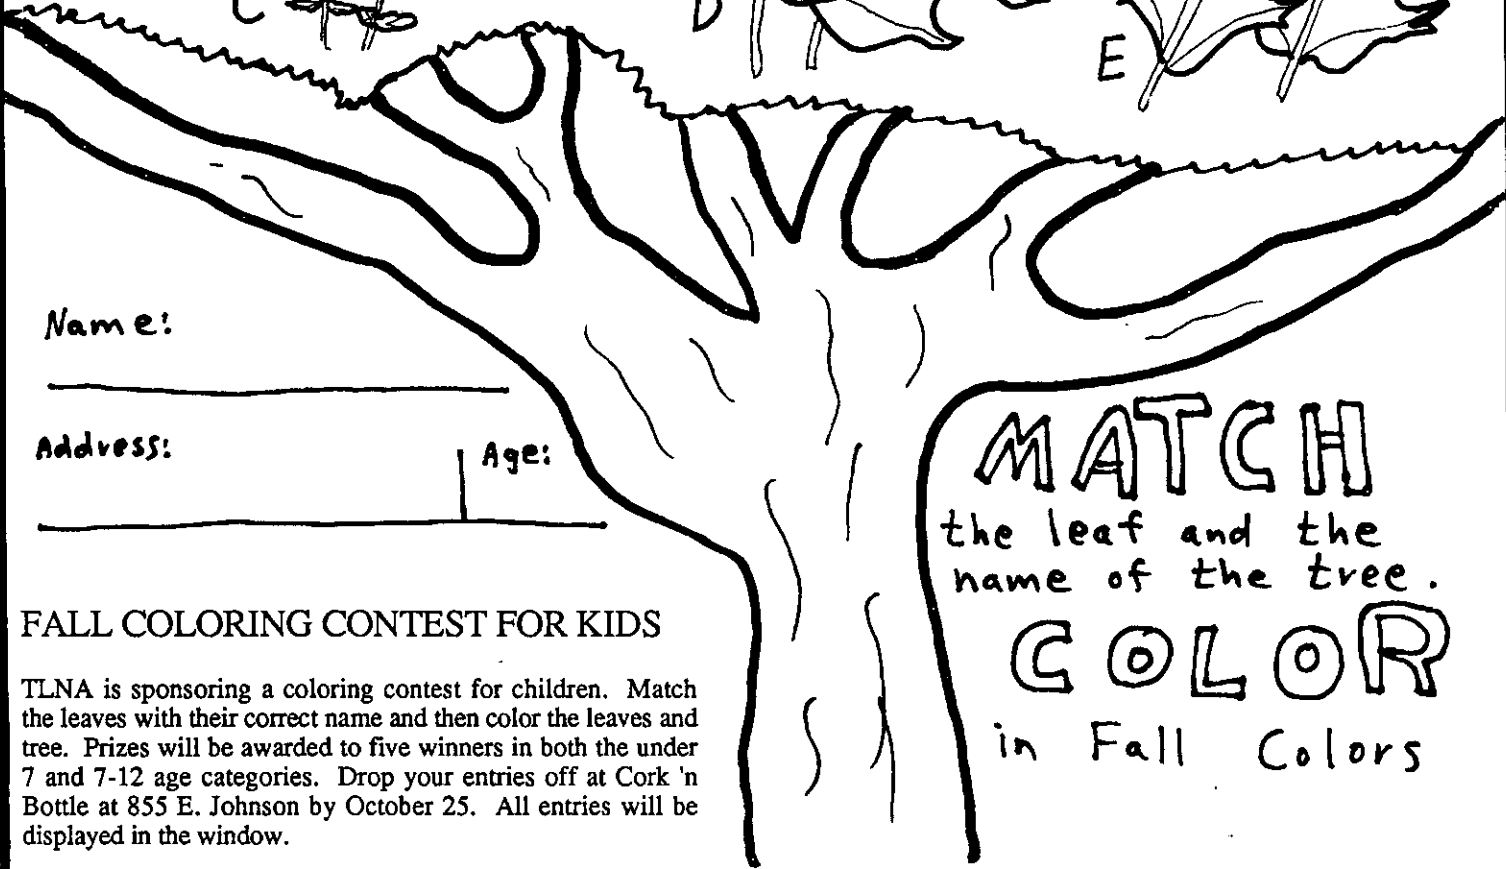 C
D
E
Name:
Address:
Age:
MATCH
the leaf and the
name of the tree.
COLOR
in Fall Colors
FALL COLORING CONTEST FOR KIDS
TLNA is sponsoring a coloring contest for children. Match
the leaves with their correct name and then color the leaves and
tree. Prizes will be awarded to five winners in both the under
7 and 7-12 age categories. Drop your entries off at Cork 'n
Bottle at 855 E. Johnson by October 25. All entries will be
displayed in the window.